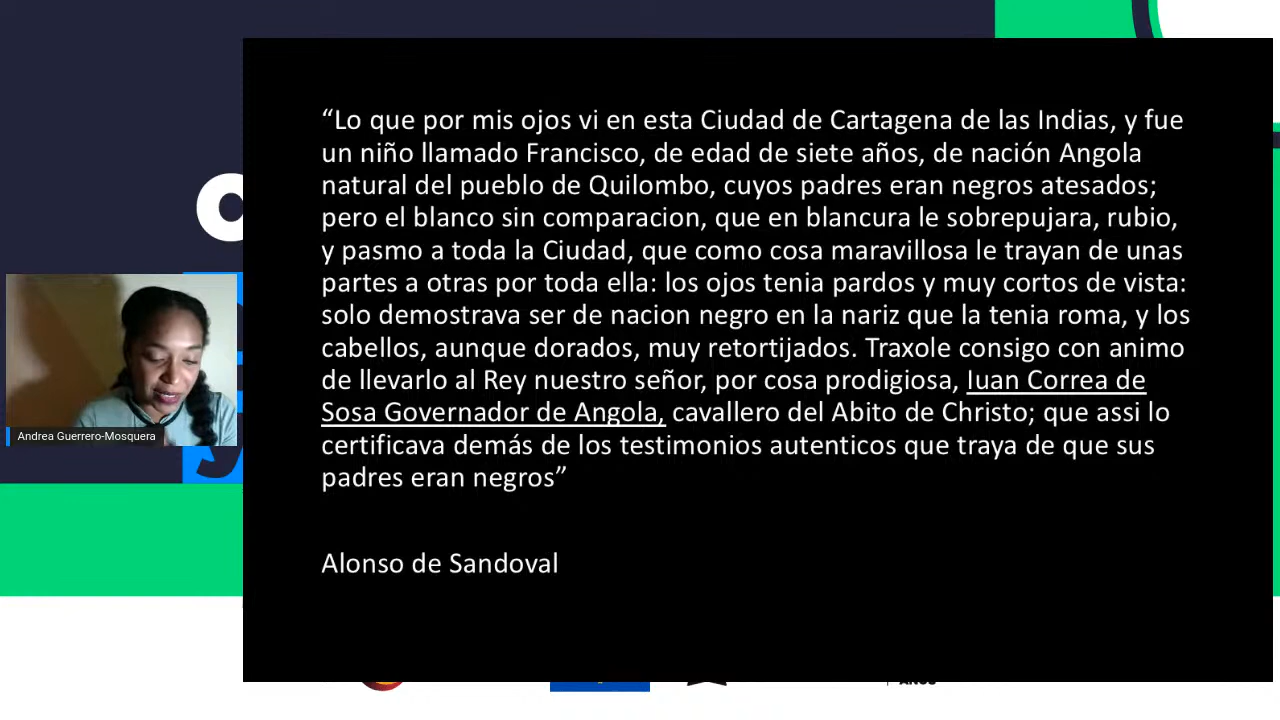 “Lo que por mis ojos vi en esta Ciudad de Cartagena de las Indias, y fue
un niño llamado Francisco, de edad de siete años, de nación Angola
natural del pueblo de Quilombo, cuyos padres eran negros atesados;
pero el blanco sin comparacion, que en blancura le sobrepujara, rubio,
y pasmo a toda la Ciudad, que como cosa maravillosa le trayan de unas
partes a otras por toda ella: los ojos tenia pardos y muy cortos de vista:
solo demostrava ser de nacion negro en la nariz que la tenia roma, y los
cabellos, aunque dorados, muy retortijados. Traxole consigo con animo
de llevarlo al Rey nuestro señor, por cosa prodigiosa, Iuan Correa de
Sosa Governador de Angola, cavallero del Abito de Christo; que assi lo
certificava demás de los testimonios autenticos que traya de que sus
padres eran negros”
Alonso de Sandoval
Andrea Guerrero-Mosquera